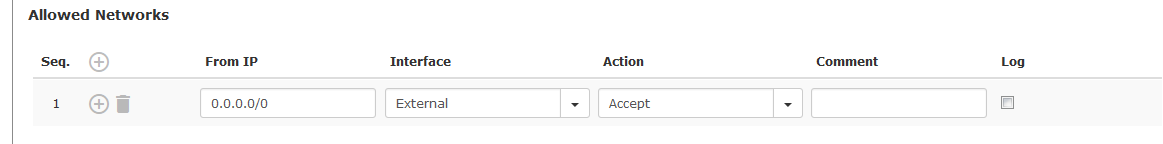 Allowed Networks
Seq. From IP Interface Action Comment Log
1 0.0.0.0/0 External Accept